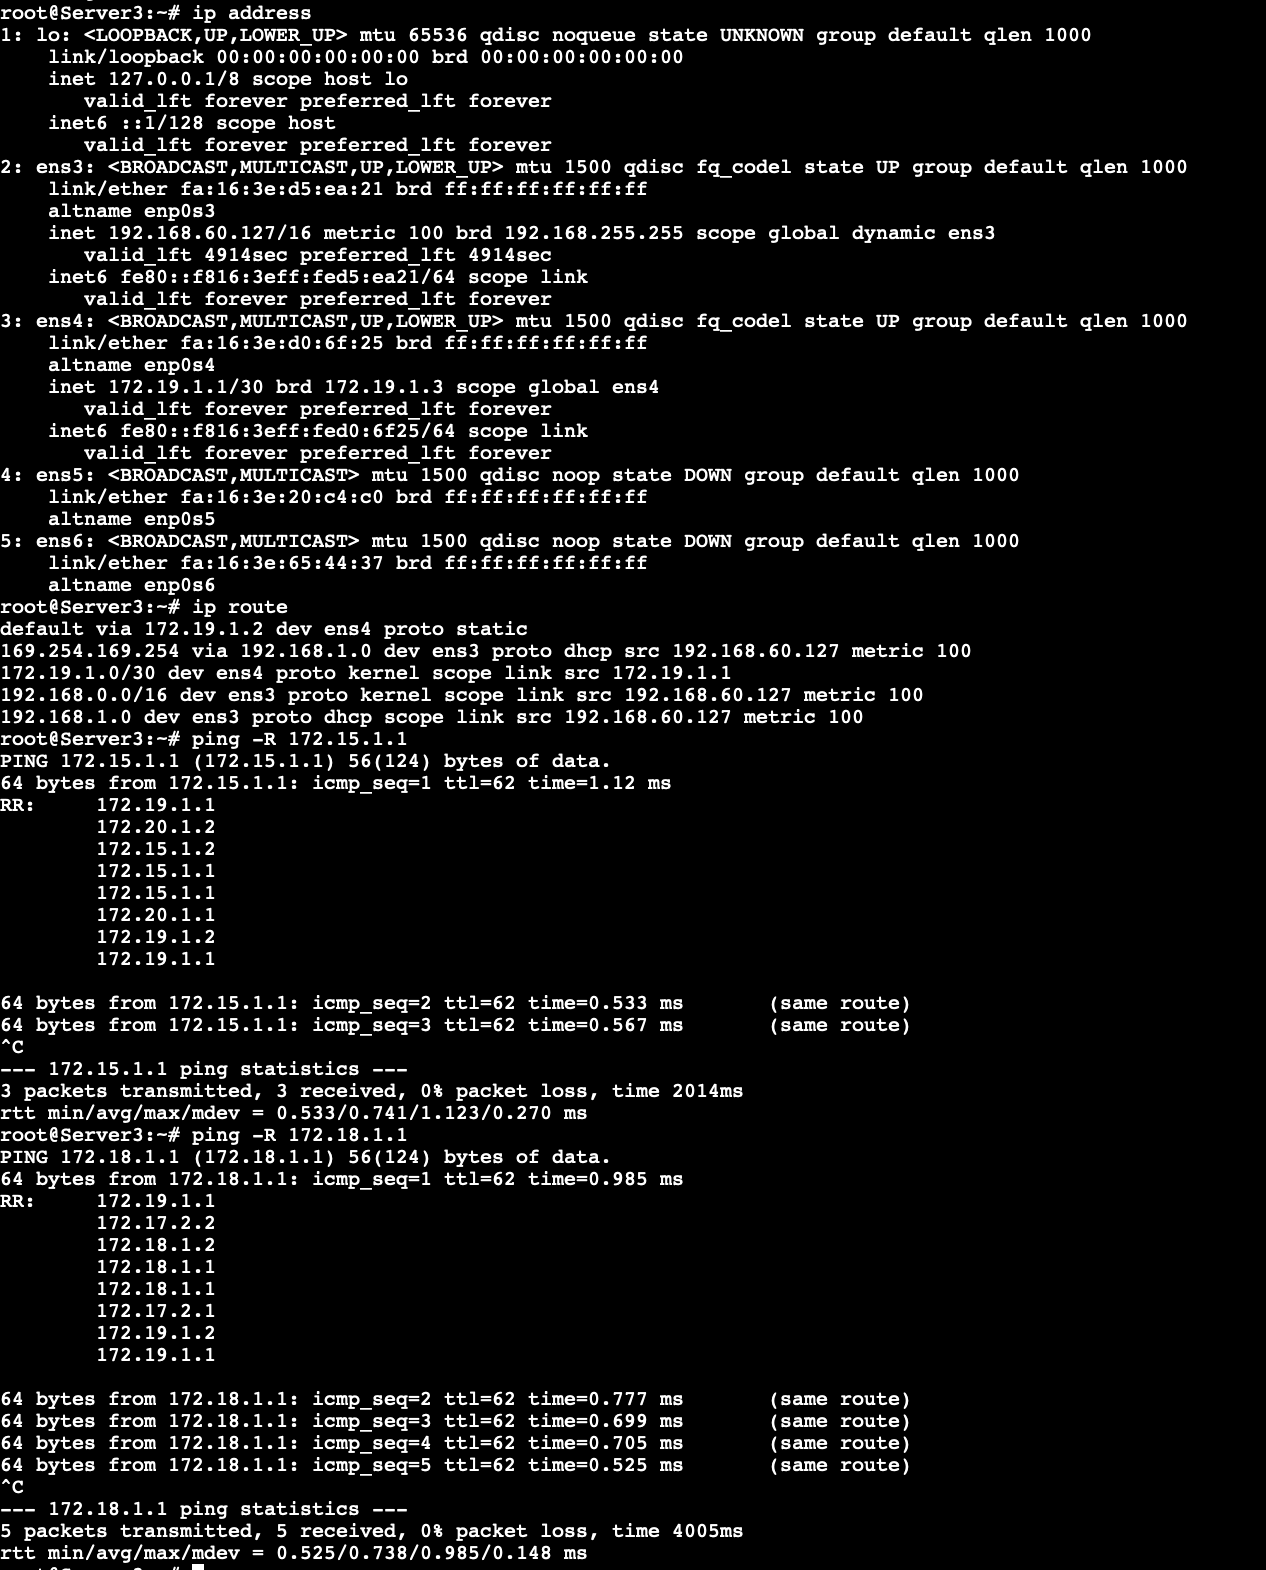 root@Server3:~# ip address
1: lo: <LOOPBACK,UP,LOWER_UP> mtu 65536 qdisc noqueue state UNKNOWN group default qlen 1000
    link/loopback 00:00:00:00:00:00 brd 00:00:00:00:00:00
    inet 127.0.0.1/8 scope host lo
       valid_lft forever preferred_lft forever
    inet6 ::1/128 scope host
       valid_lft forever preferred_lft forever
2: ens3: <BROADCAST,MULTICAST,UP,LOWER_UP> mtu 1500 qdisc fq_codel state UP group default qlen 1000
    link/ether fa:16:3e:d5:ea:21 brd ff:ff:ff:ff:ff:ff
    altname enp0s3
    inet 192.168.60.127/16 metric 100 brd 192.168.255.255 scope global dynamic ens3
       valid_lft 4914sec preferred_lft 4914sec
    inet6 fe80::f816:3eff:fed5:ea21/64 scope link
       valid_lft forever preferred_lft forever
3: ens4: <BROADCAST,MULTICAST,UP,LOWER_UP> mtu 1500 qdisc fq_codel state UP group default qlen 1000
    link/ether fa:16:3e:d0:6f:25 brd ff:ff:ff:ff:ff:ff
    altname enp0s4
    inet 172.19.1.1/30 brd 172.19.1.3 scope global ens4
       valid_lft forever preferred_lft forever
    inet6 fe80::f816:3eff:fed0:6f25/64 scope link
       valid_lft forever preferred_lft forever
4: ens5: <BROADCAST,MULTICAST> mtu 1500 qdisc noop state DOWN group default qlen 1000
    link/ether fa:16:3e:20:c4:c0 brd ff:ff:ff:ff:ff:ff
    altname enp0s5
5: ens6: <BROADCAST,MULTICAST> mtu 1500 qdisc noop state DOWN group default qlen 1000
    link/ether fa:16:3e:65:44:37 brd ff:ff:ff:ff:ff:ff
    altname enp0s6
root@Server3:~# ip route
default via 172.19.1.2 dev ens4 proto static
169.254.169.254 via 192.168.1.0 dev ens3 proto dhcp src 192.168.60.127 metric 100
172.19.1.0/30 dev ens4 proto kernel scope link src 172.19.1.1
192.168.0.0/16 dev ens3 proto kernel scope link src 192.168.60.127 metric 100
192.168.1.0 dev ens3 proto dhcp scope link src 192.168.60.127 metric 100
root@Server3:~# ping -R 172.15.1.1
PING 172.15.1.1 (172.15.1.1) 56(124) bytes of data.
64 bytes from 172.15.1.1: icmp_seq=1 ttl=62 time=1.12 ms
RR:     172.19.1.1
        172.20.1.2
        172.15.1.2
        172.15.1.1
        172.15.1.1
        172.20.1.1
        172.19.1.2
        172.19.1.1

64 bytes from 172.15.1.1: icmp_seq=2 ttl=62 time=0.533 ms       (same route)
64 bytes from 172.15.1.1: icmp_seq=3 ttl=62 time=0.567 ms       (same route)
^C
--- 172.15.1.1 ping statistics ---
3 packets transmitted, 3 received, 0% packet loss, time 2014ms
rtt min/avg/max/mdev = 0.533/0.741/1.123/0.270 ms
root@Server3:~# ping -R 172.18.1.1
PING 172.18.1.1 (172.18.1.1) 56(124) bytes of data.
64 bytes from 172.18.1.1: icmp_seq=1 ttl=62 time=0.985 ms
RR:     172.19.1.1
        172.17.2.2
        172.18.1.2
        172.18.1.1
        172.18.1.1
        172.17.2.1
        172.19.1.2
        172.19.1.1

64 bytes from 172.18.1.1: icmp_seq=2 ttl=62 time=0.777 ms       (same route)
64 bytes from 172.18.1.1: icmp_seq=3 ttl=62 time=0.699 ms       (same route)
64 bytes from 172.18.1.1: icmp_seq=4 ttl=62 time=0.705 ms       (same route)
64 bytes from 172.18.1.1: icmp_seq=5 ttl=62 time=0.525 ms       (same route)
^C
--- 172.18.1.1 ping statistics ---
5 packets transmitted, 5 received, 0% packet loss, time 4005ms
rtt min/avg/max/mdev = 0.525/0.738/0.985/0.148 ms